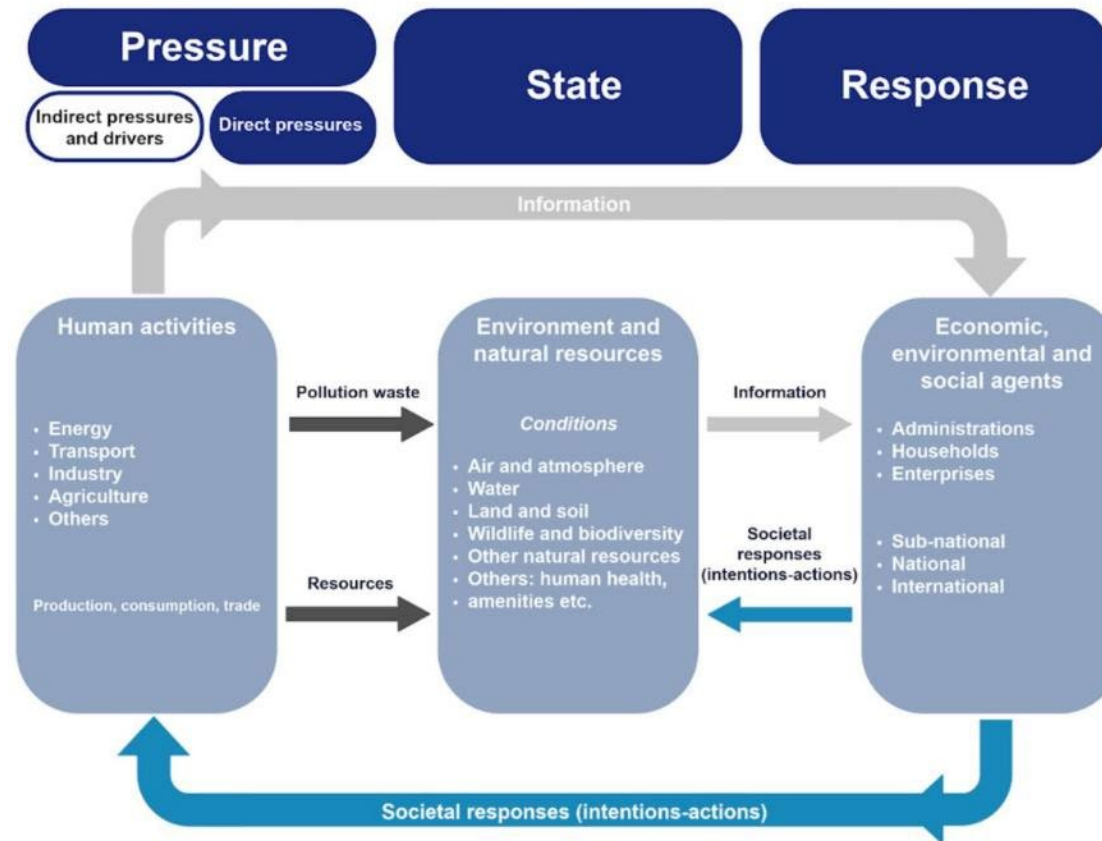 Pressure
Indirect pressures
and drivers
Direct pressures
State
Response
Information
Human activities
• Energy
• Transport
• Industry
• Agriculture
• Others
Production, consumption, trade
Pollution waste
Resources
Environment and
natural resources
Conditions
• Air and atmosphere
• Water
• Land and soil
• Wildlife and biodiversity
• Other natural resources
• Others: human health,
• amenities etc.
Information
Societal
responses
(intentions-actions)
Economic,
environmental and
social agents
• Administrations
• Households
• Enterprises
• Sub-national
• National
• International
Societal responses (intentions-actions)